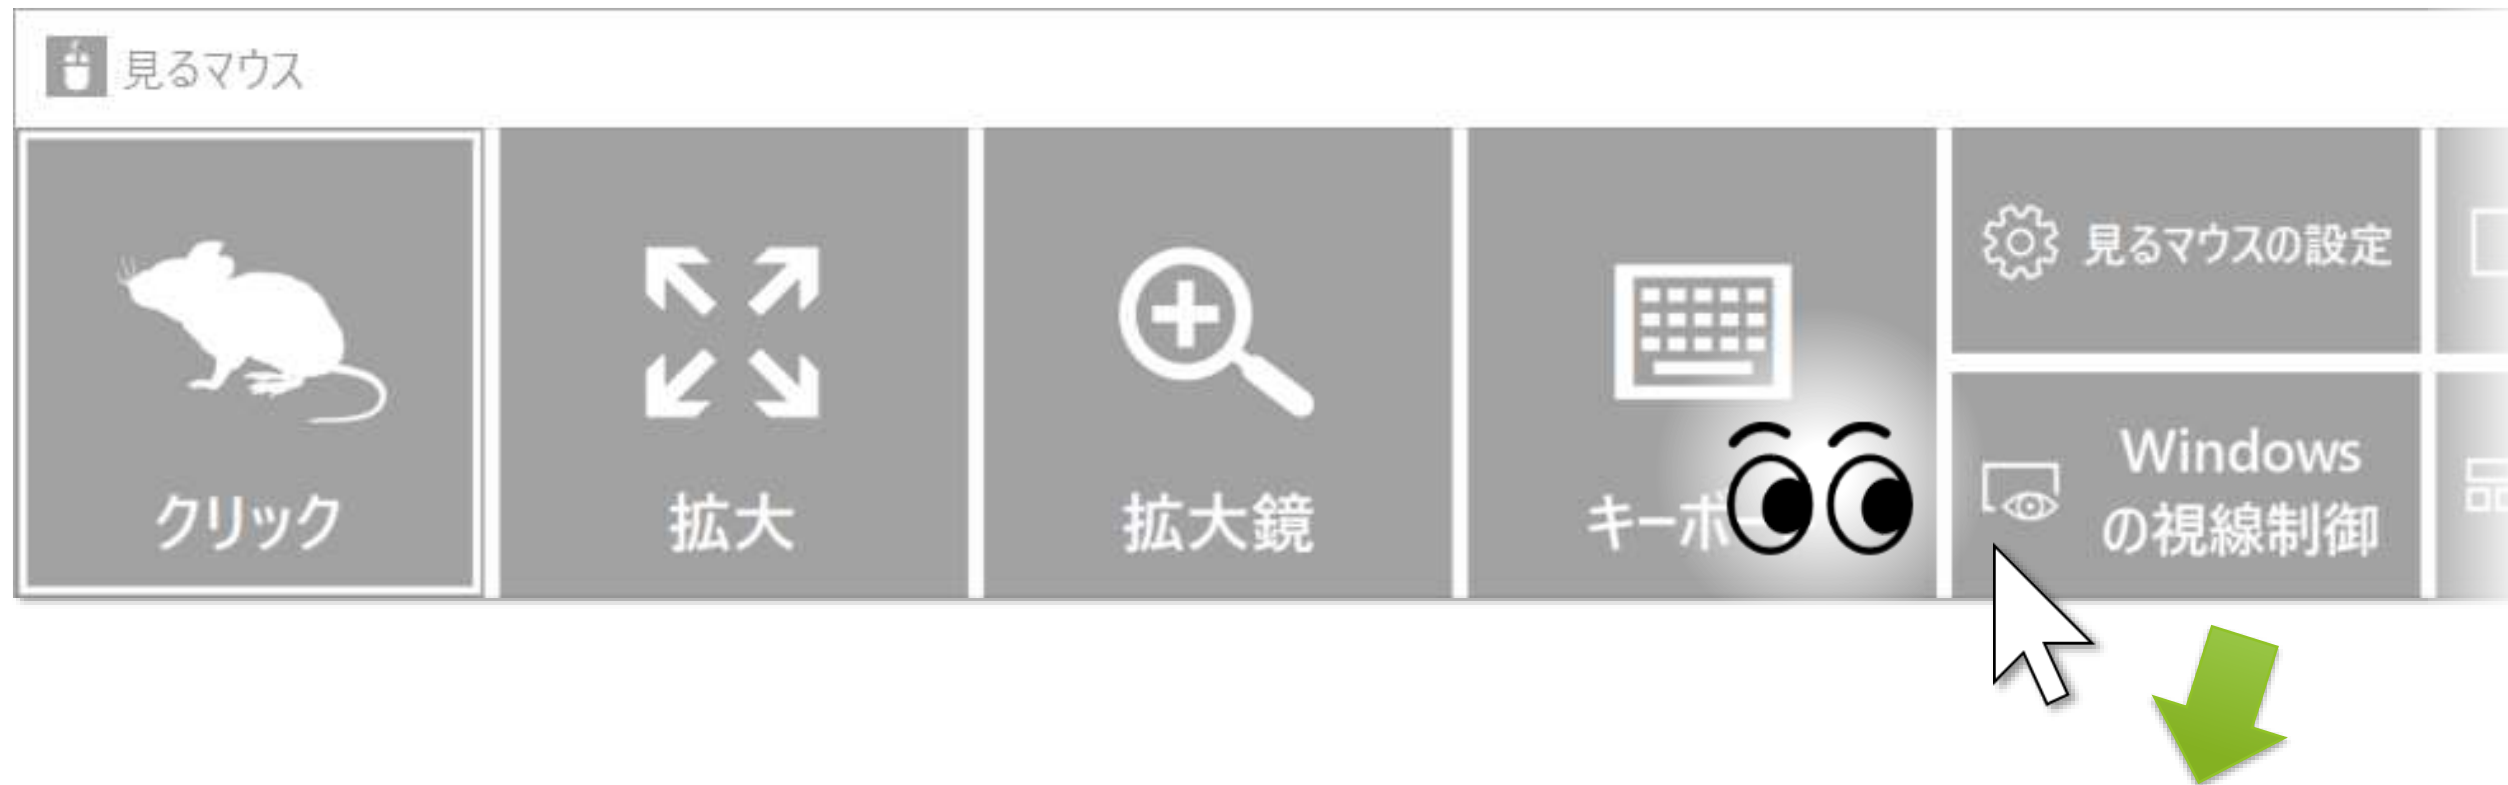 見るマウス
クリック
拡大
拡大鏡
キーボー
見るマウスの設定
Windows
の視線制御